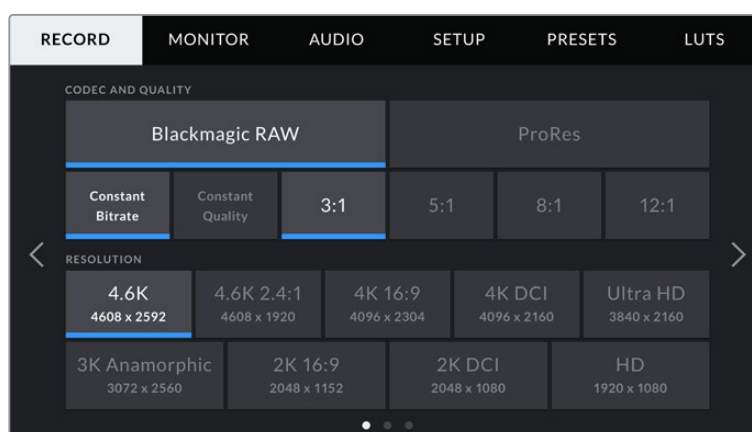 RECORD MONITOR AUDIO SETUP PRESETS LUTS
CODEC AND QUALITY
Blackmagic RAW ProRes
Constant Bitrate Constant Quality 3:1 5:1 8:1 12:1
RESOLUTION
4.6K 4.6K 2.4:1 4K 16:9 4K DCI Ultra HD
4608 x 2592 4608 x 1920 4096 x 2304 4096 x 2160 3840 x 2160
3K Anamorphic 2K 16:9 2K DCI HD
3072 x 2560 2048 x 1152 2048 x 1080 1920 x 1080